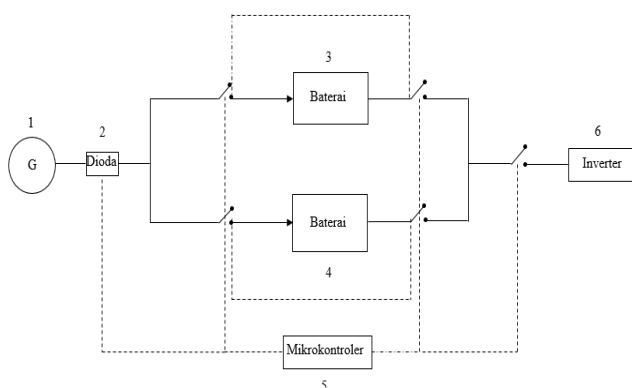 3
Baterai
1
2
6
G
Dioda
Inverter
Baterai
4
Mikrokontroler
5